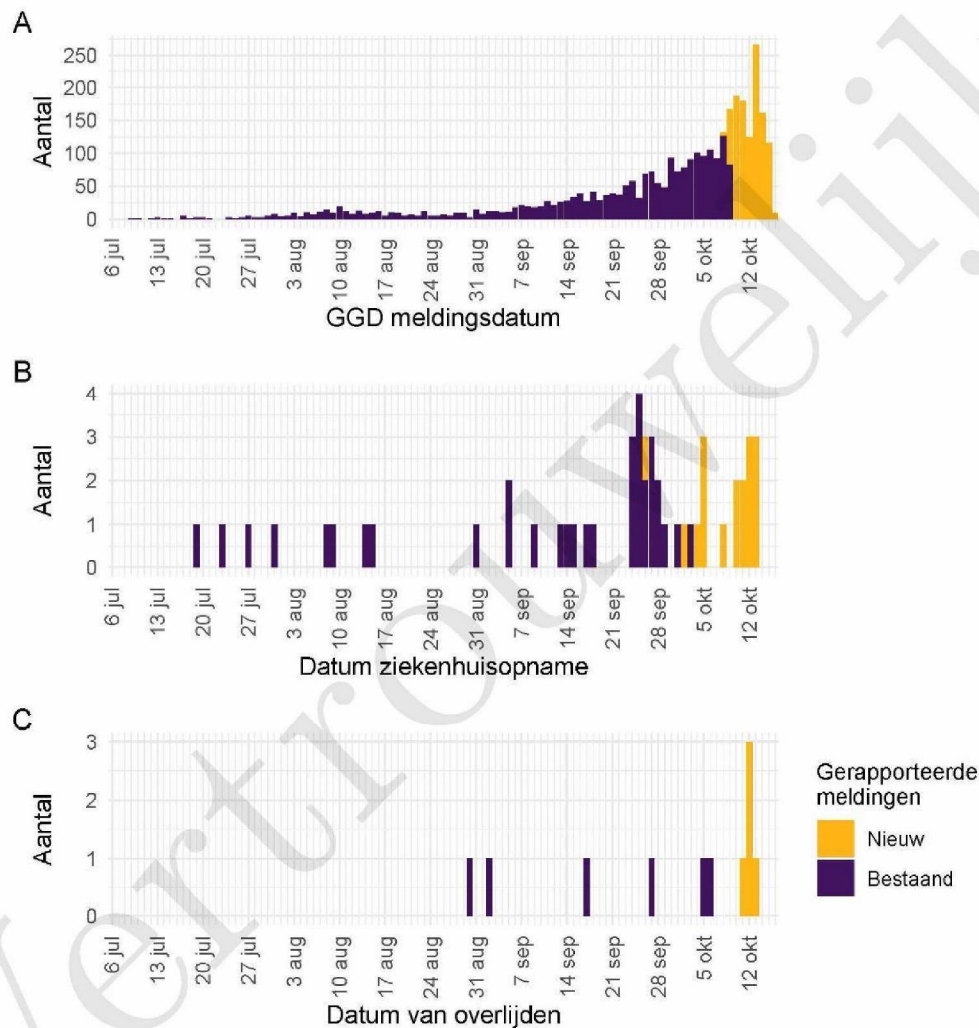 A
250
200
150
100
50
0
Aantal
6 jul
13 jul
20 jul
27 jul
3 aug
10 aug
17 aug
24 aug
31 aug
7 sep
14 sep
21 sep
28 sep
5 okt
12 okt
GGD meldingsdatum
B
4
3
2
1
0
Aantal
6 jul
13 jul
20 jul
27 jul
3 aug
10 aug
17 aug
24 aug
31 aug
7 sep
14 sep
21 sep
28 sep
5 okt
12 okt
Datum ziekenhuisopname
C
3
2
1
0
Aantal
6 jul
13 jul
20 jul
27 jul
3 aug
10 aug
17 aug
24 aug
31 aug
7 sep
14 sep
21 sep
28 sep
5 okt
12 okt
Datum van overlijden
Gerapporteerde
meldingen
Nieuw
Bestaand